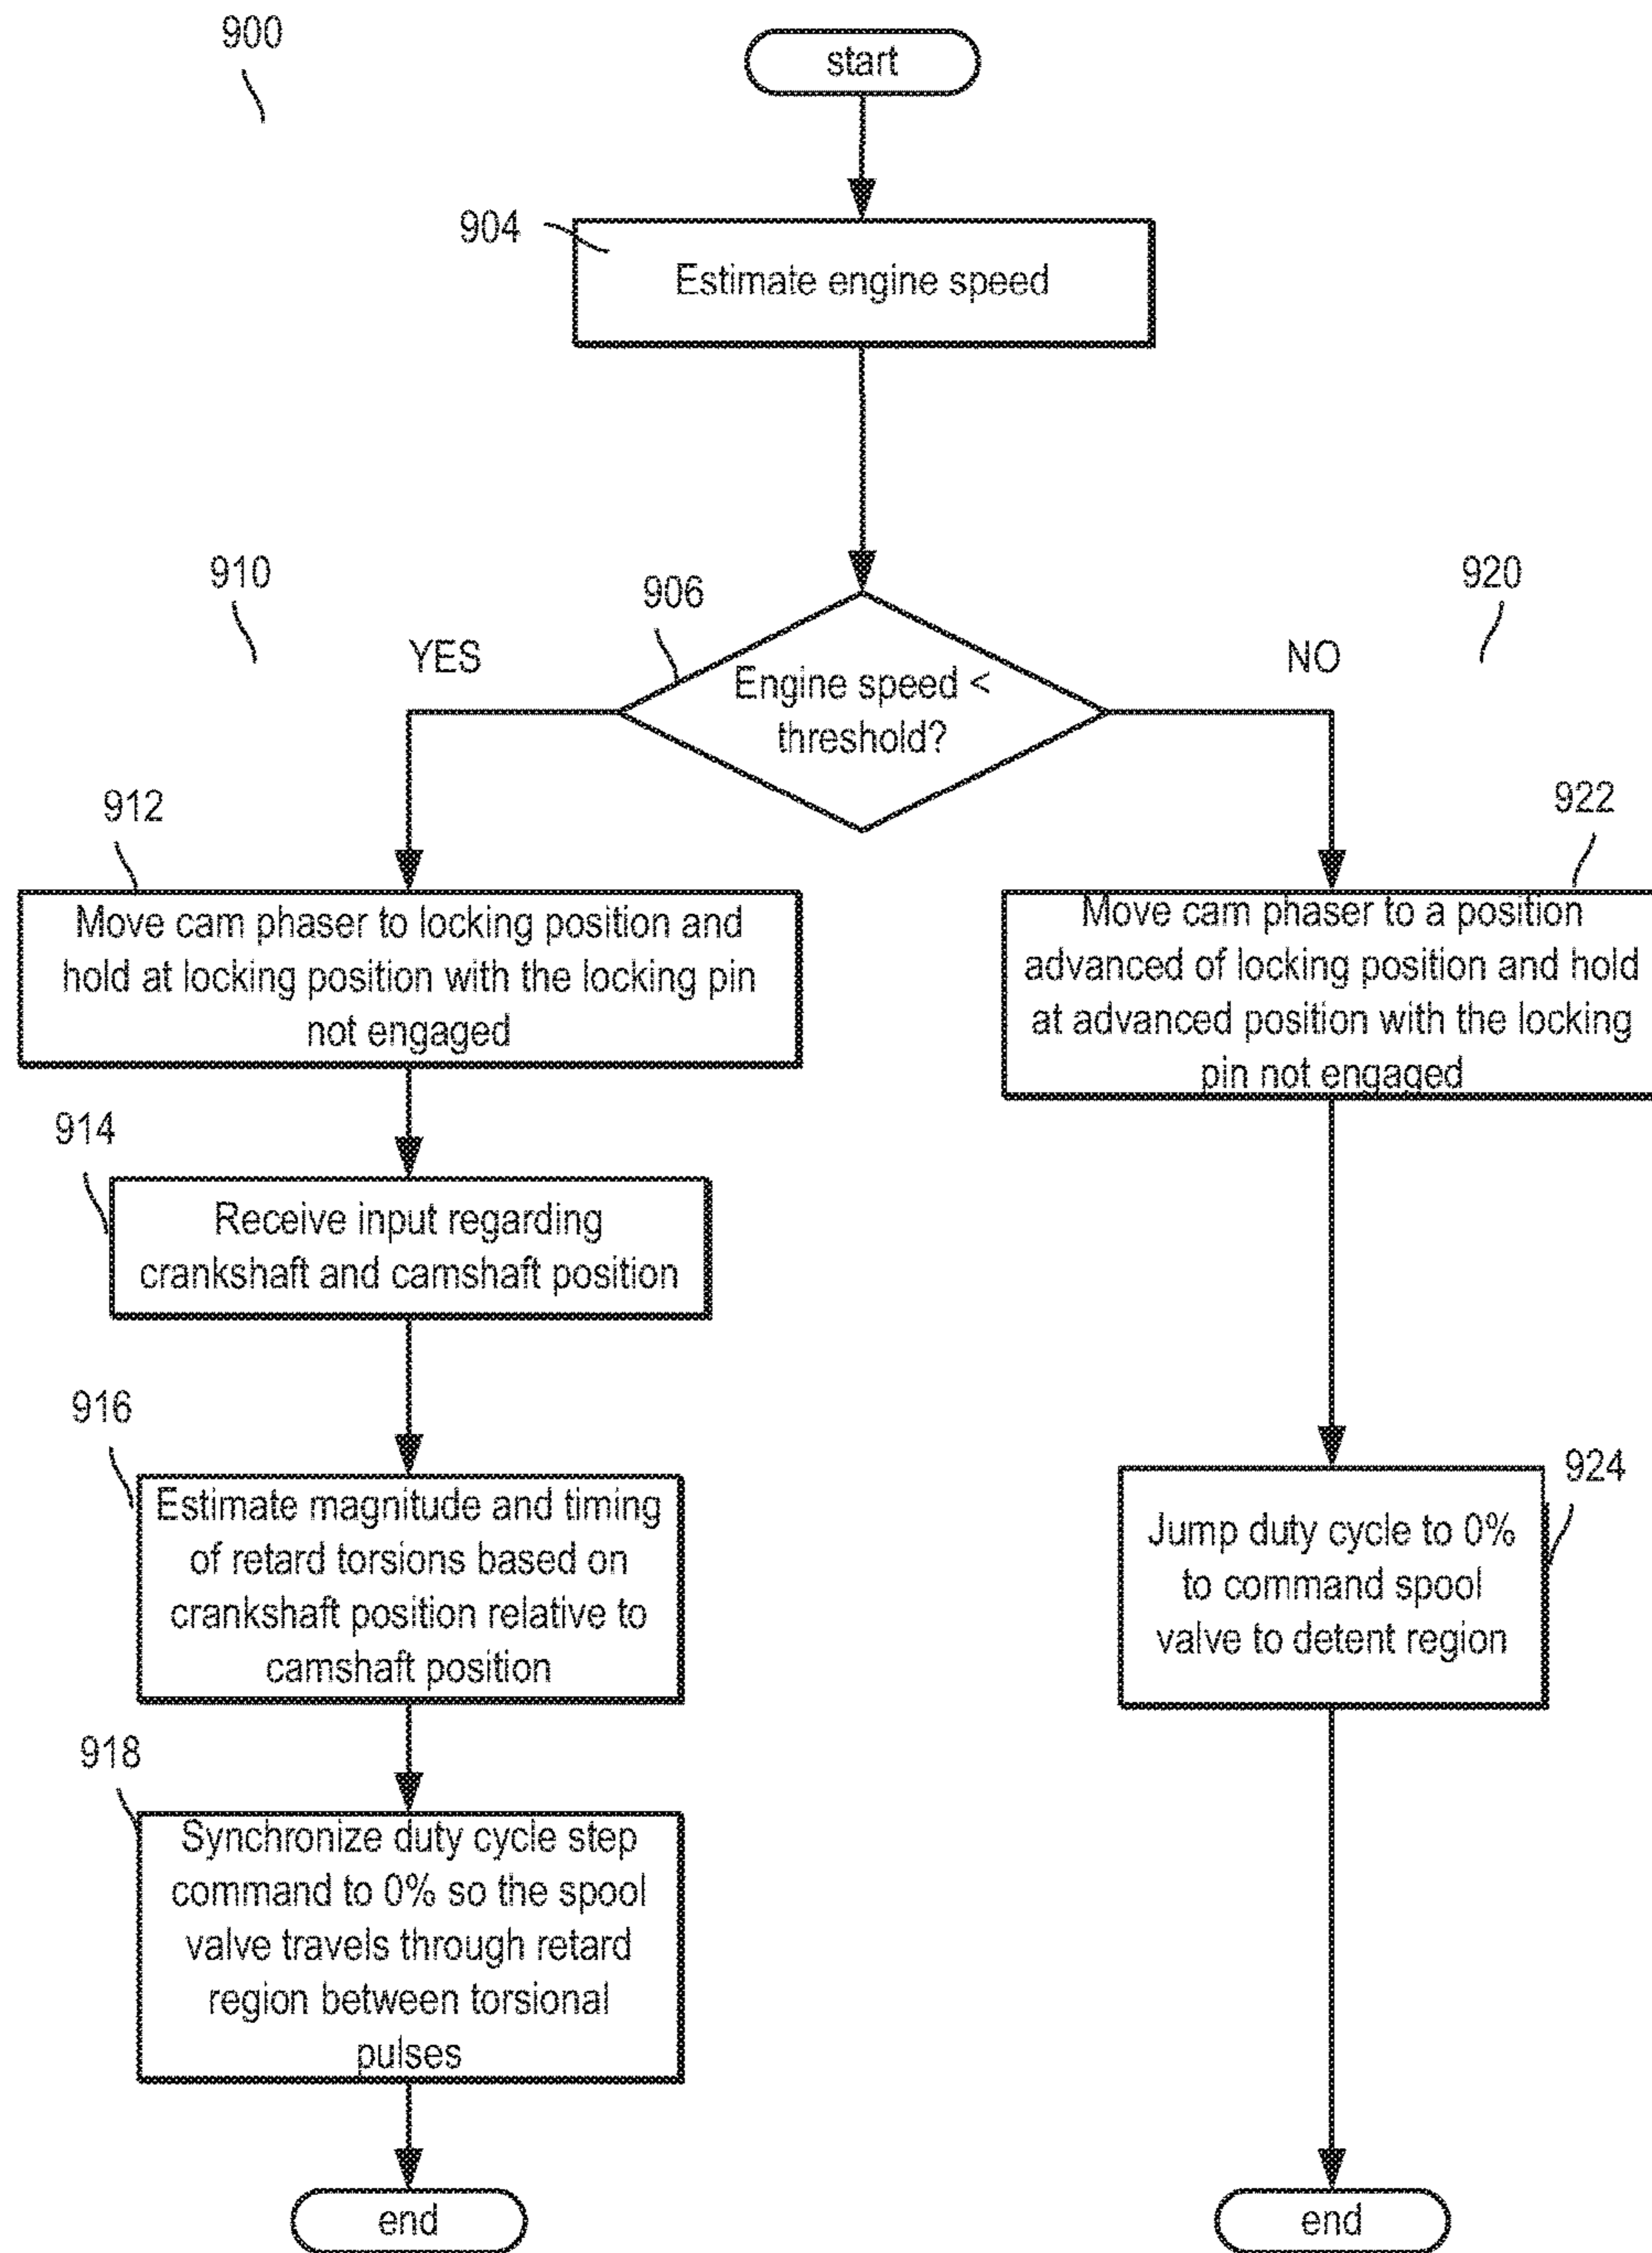 900
start
904
Estimate engine speed
910
920
906
YES
NO
Engine speed <
threshold?
912
Move cam phaser to locking position and
hold at locking position with the locking pin
not engaged
922
Move cam phaser to a position
advanced of locking position and hold
at advanced position with the locking
pin not engaged
914
Receive input regarding
crankshaft and camshaft position
916
Estimate magnitude and timing
of retard torsions based on
crankshaft position relative to
camshaft position
924
Jump duty cycle to 0%
to command spool
valve to detent region
918
Synchronize duty cycle step
command to 0% so the spool
valve travels through retard
region between torsional
pulses
end
end